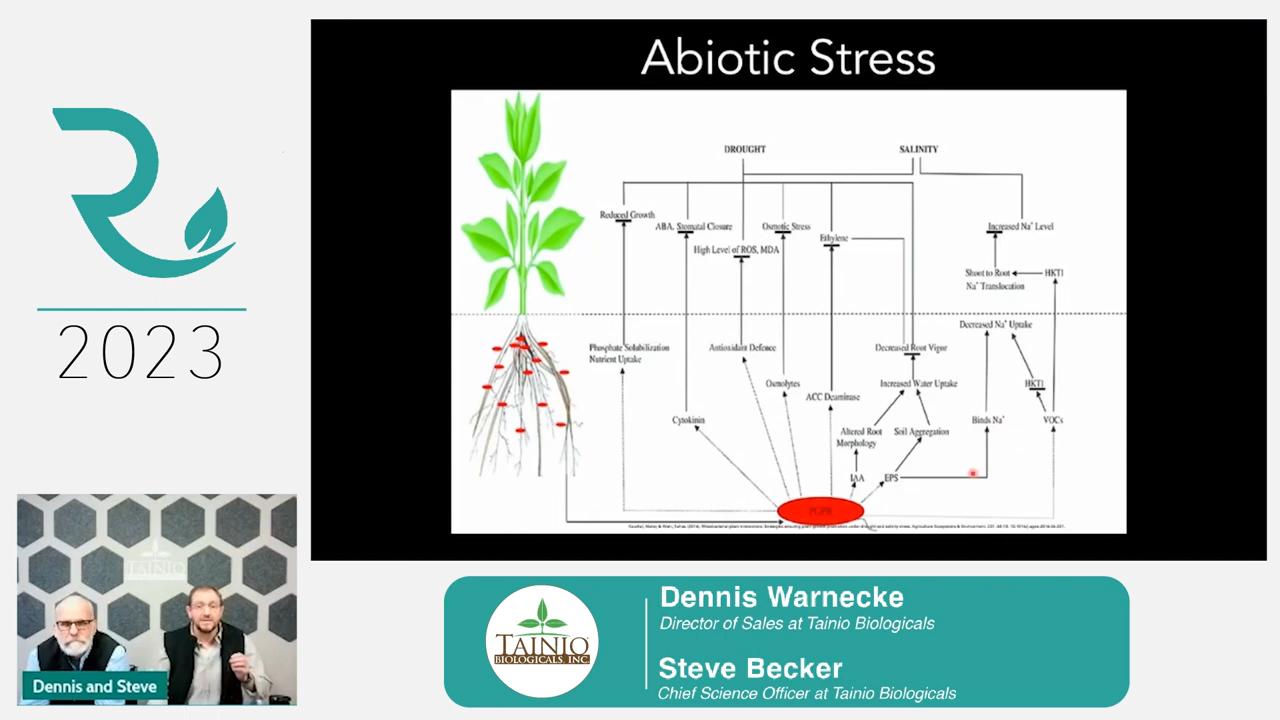 2023
Abiotic Stress
DROUGHT
SALINITY
Reduced Growth
ABA, Stomatal Closure
Osmotic Stress
Increased Na⁺ Level
High Level of ROS, MDA
Ethylene
Shoot to Root
Na⁺ Translocation
HKT1
Decreased Na⁺ Uptake
Phosphate Solubilization
Nutrient Uptake
Antioxidant Defence
Decreased Root Vigor
Osmolytes
Increased Water Uptake
HKT1
ACC Deaminase
Cytokinin
Altered Root
Morphology
Soil Aggregation
Binds Na⁺
VOCs
IAA
EPS
PGPR
TAINIO
Dennis and Steve
TAINIO
BIOLOGICALS, INC.
Dennis Warnecke
Director of Sales at Tainio Biologicals
Steve Becker
Chief Science Officer at Tainio Biologicals